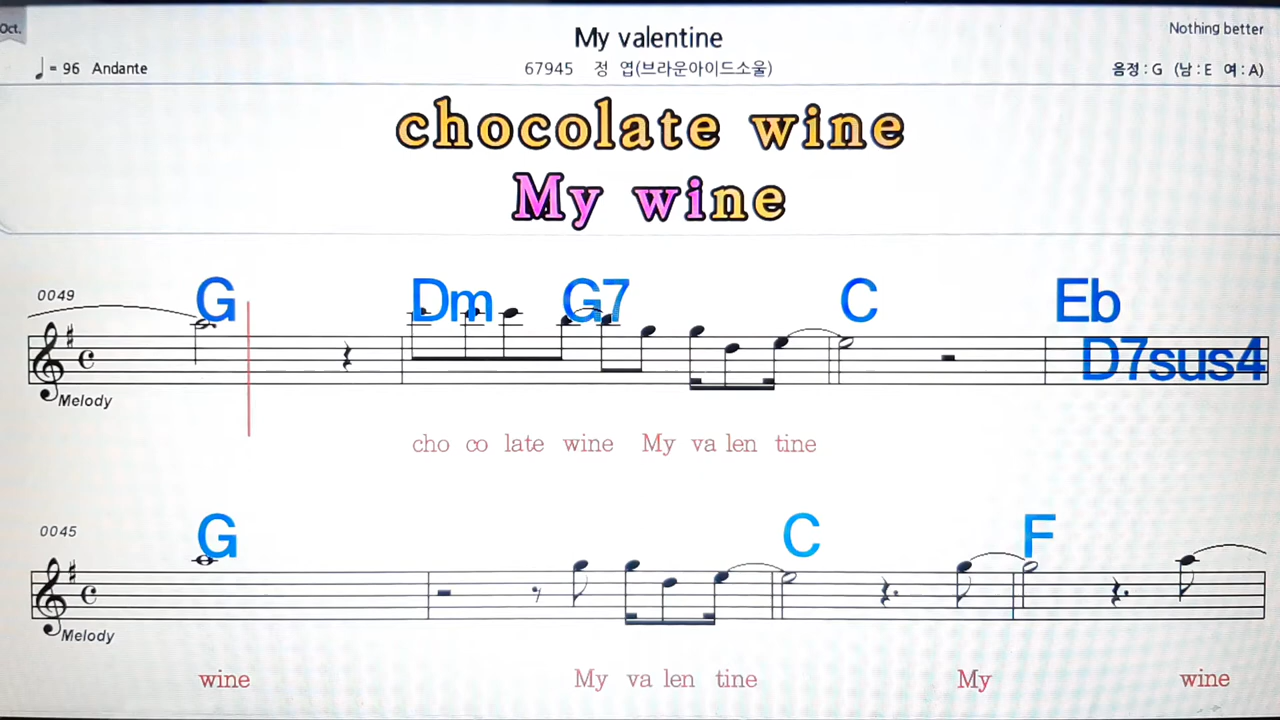 Oct.
My valentine
Nothing better
= 96 Andante
67945 정 엽(브라운아이드소울)
음정 : G (남 : E 여 : A)
chocolate wine
My wine
0049
G Dm G7 C Eb
D7sus4
Melody
cho co late wine My va len tine
0045
G C F
Melody
wine My va len tine My wine